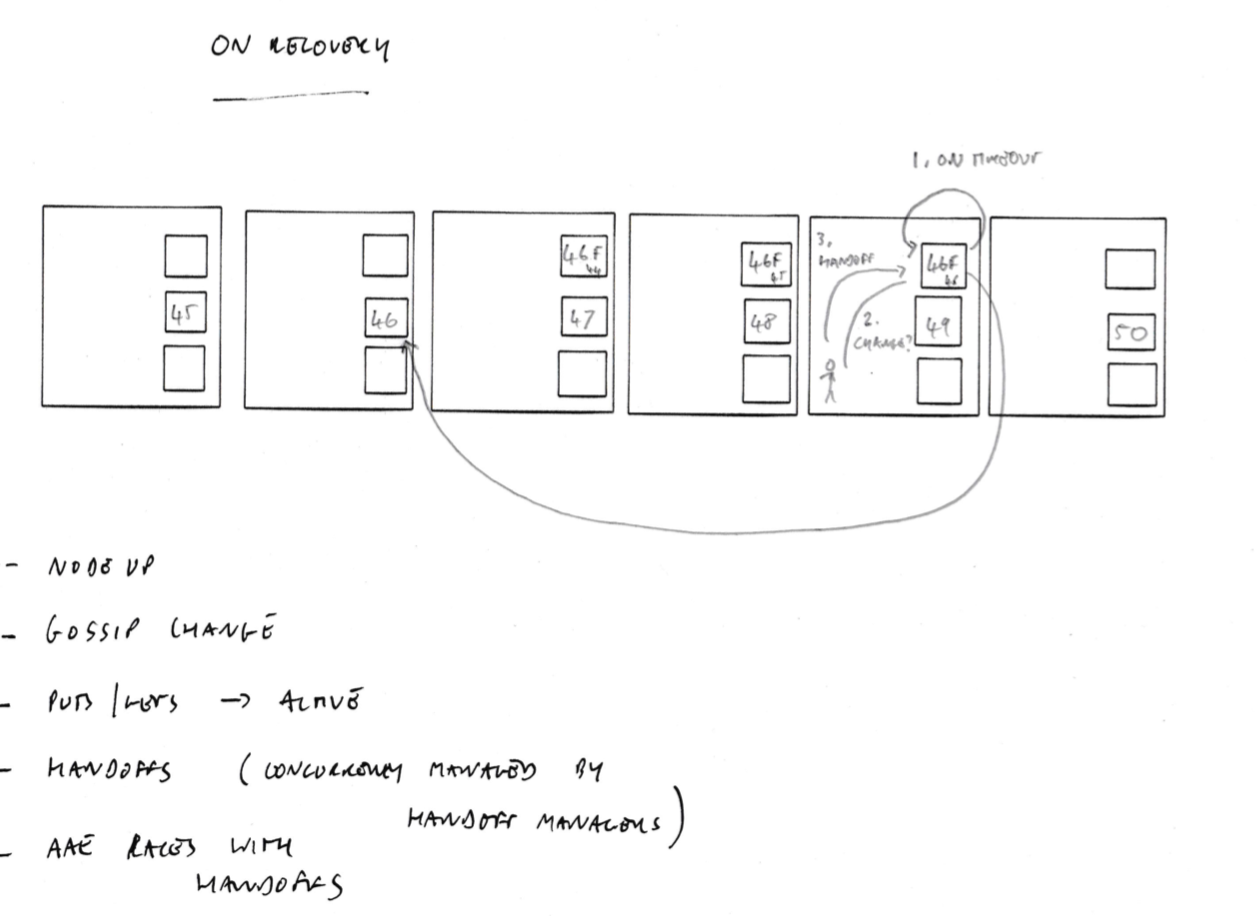 ON RECOVERY
1. ON TIMEOUT
3.
HANDOFF
46F
44
46F
45
46F
46
45
46
47
48
2.
CHANGE?
49
50
- NODE UP
- GOSSIP CHANGE
- PUTS / GETS → ACTIVE
- HANDOFFS (CONCURRENCY MANAGED BY
HANDOFF MANAGERS)
- AAE RACES WITH
HANDOFFS